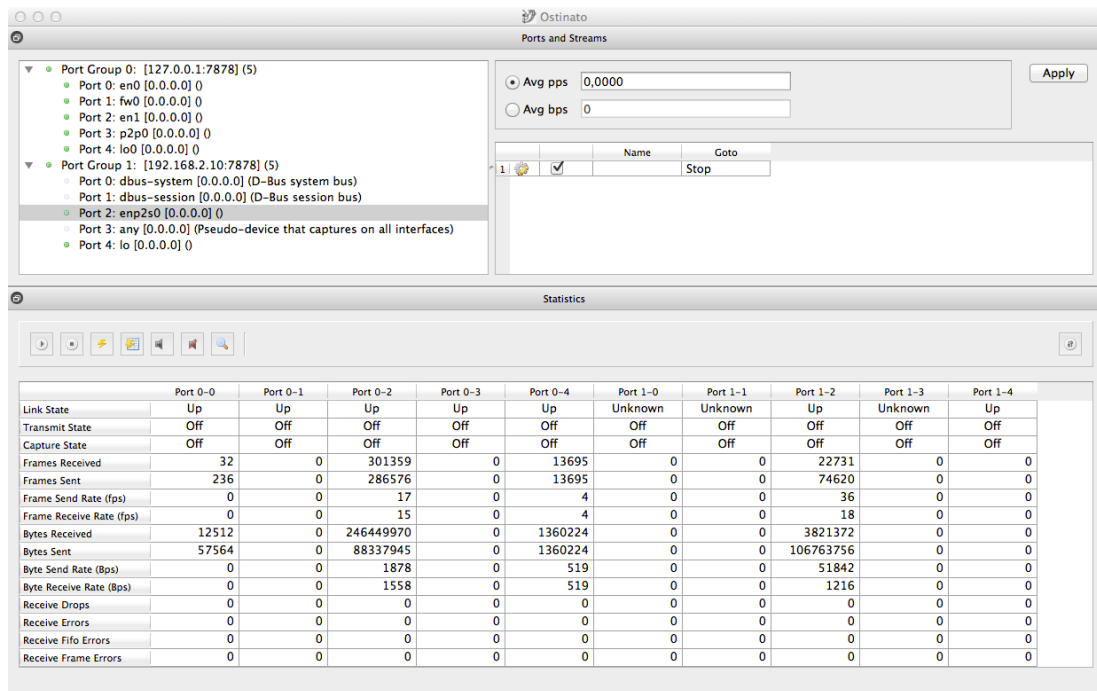 Ostinato
Ports and Streams
Port Group 0: [127.0.0.1:7878] (5)
Port 0: en0 [0.0.0.0] ()
Port 1: fw0 [0.0.0.0] ()
Port 2: en1 [0.0.0.0] ()
Port 3: p2p0 [0.0.0.0] ()
Port 4: lo0 [0.0.0.0] ()
Port Group 1: [192.168.2.10:7878] (5)
Port 0: dbus-system [0.0.0.0] (D-Bus system bus)
Port 1: dbus-session [0.0.0.0] (D-Bus session bus)
Port 2: enp2s0 [0.0.0.0] ()
Port 3: any [0.0.0.0] (Pseudo-device that captures on all interfaces)
Port 4: lo [0.0.0.0] ()
Avg pps 0,0000
Avg bps 0
Apply
Name Goto
1 Stop
Statistics
a
Port 0-0 Port 0-1 Port 0-2 Port 0-3 Port 0-4 Port 1-0 Port 1-1 Port 1-2 Port 1-3 Port 1-4
Link State Up Up Up Up Up Unknown Unknown Up Unknown Up
Transmit State Off Off Off Off Off Off Off Off Off Off
Capture State Off Off Off Off Off Off Off Off Off Off
Frames Received 32 0 301359 0 13695 0 0 22731 0 0
Frames Sent 236 0 286576 0 13695 0 0 74620 0 0
Frame Send Rate (fps) 0 0 17 0 4 0 0 36 0 0
Frame Receive Rate (fps) 0 0 15 0 4 0 0 18 0 0
Bytes Received 12512 0 246449970 0 1360224 0 0 3821372 0 0
Bytes Sent 57564 0 88337945 0 1360224 0 0 106763756 0 0
Byte Send Rate (Bps) 0 0 1878 0 519 0 0 51842 0 0
Byte Receive Rate (Bps) 0 0 1558 0 519 0 0 1216 0 0
Receive Drops 0 0 0 0 0 0 0 0 0 0
Receive Errors 0 0 0 0 0 0 0 0 0 0
Receive Fifo Errors 0 0 0 0 0 0 0 0 0 0
Receive Frame Errors 0 0 0 0 0 0 0 0 0 0